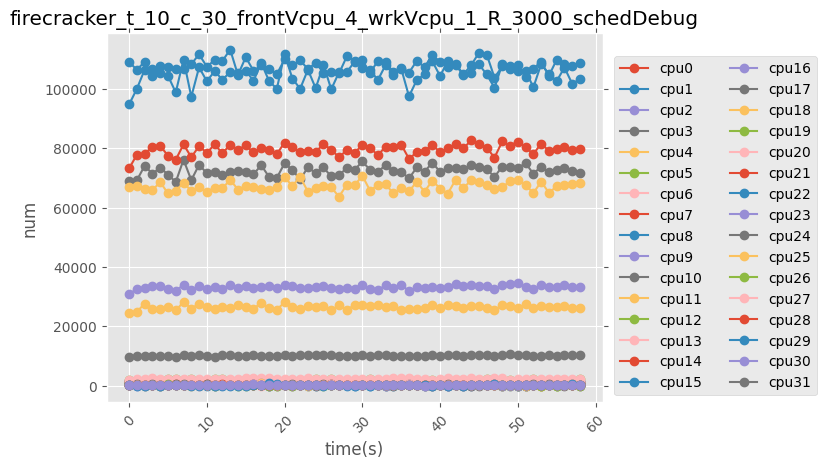 firecracker_t_10_c_30_frontVcpu_4_wrkVcpu_1_R_3000_schedDebug
num
100000
80000
60000
40000
20000
0
0
10
20
30
40
50
60
time(s)
cpu0
cpu1
cpu2
cpu3
cpu4
cpu5
cpu6
cpu7
cpu8
cpu9
cpu10
cpu11
cpu12
cpu13
cpu14
cpu15
cpu16
cpu17
cpu18
cpu19
cpu20
cpu21
cpu22
cpu23
cpu24
cpu25
cpu26
cpu27
cpu28
cpu29
cpu30
cpu31